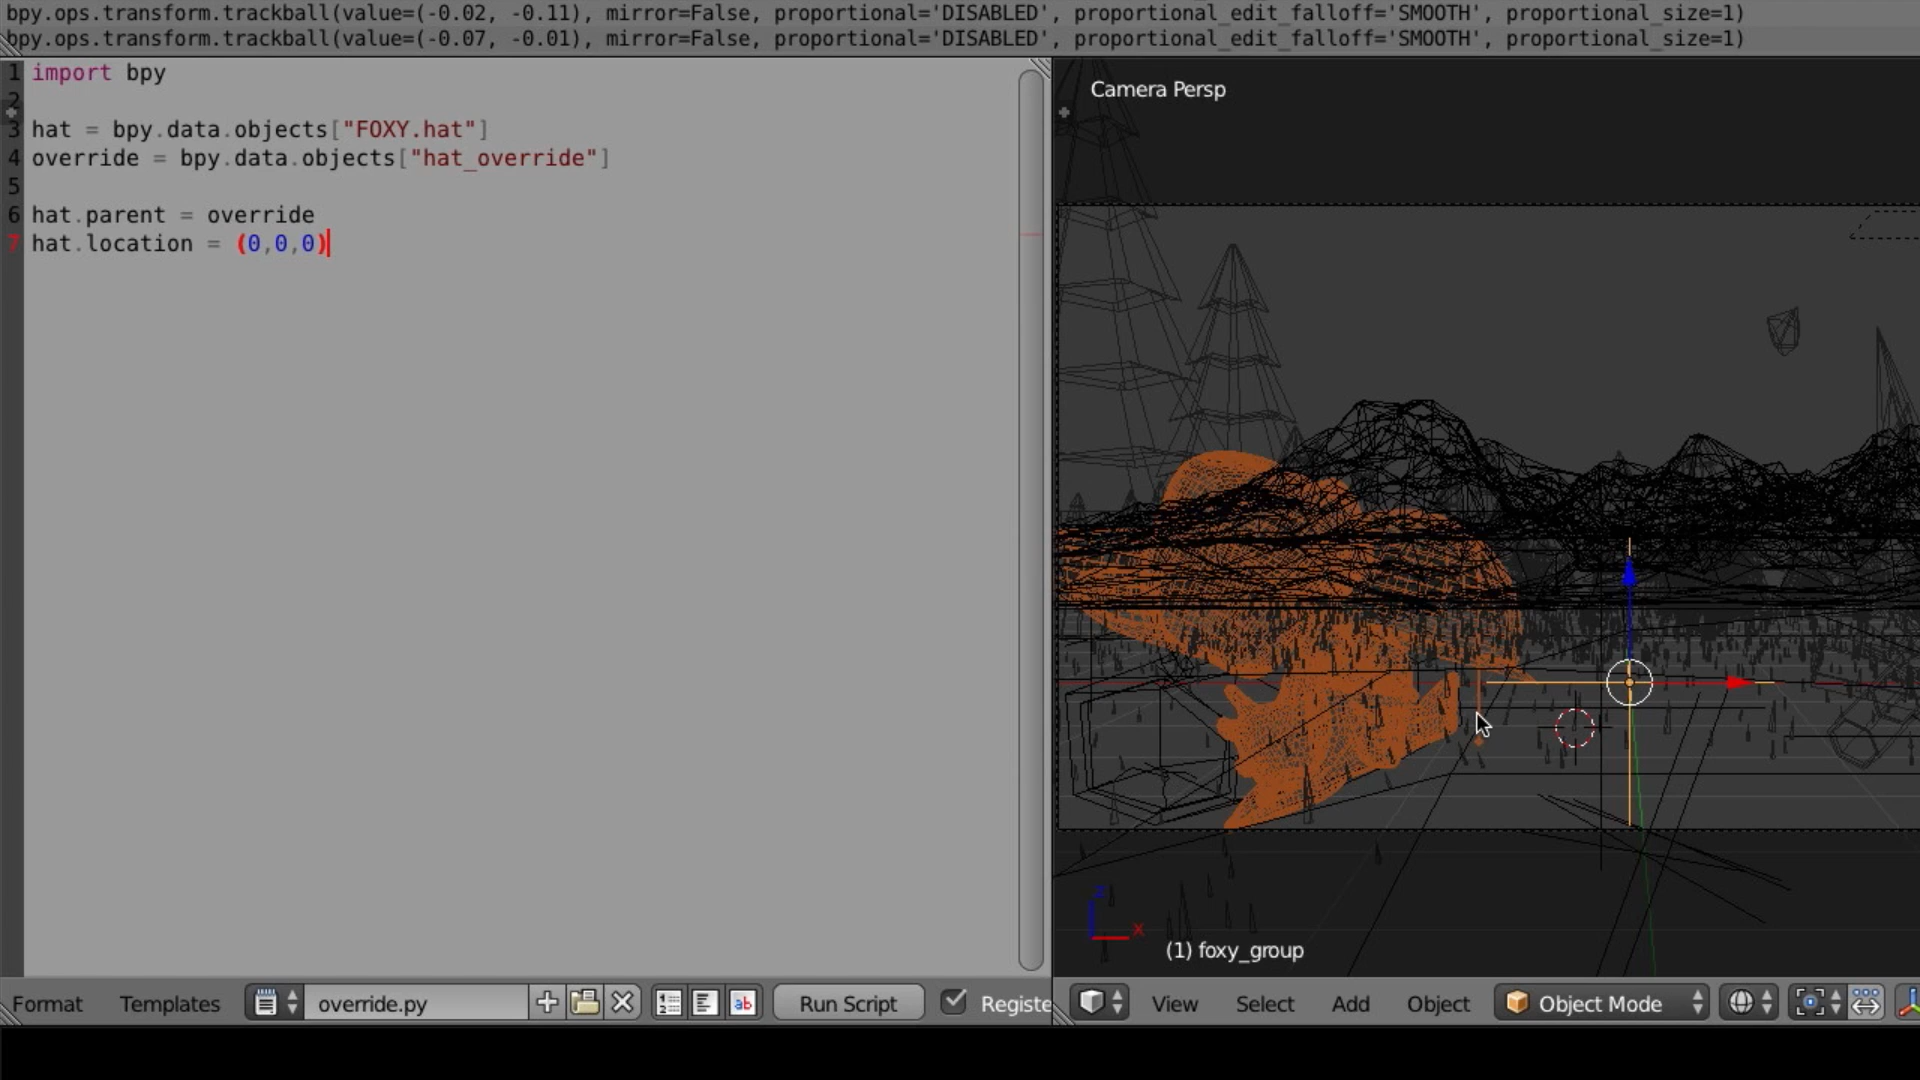 bpy.ops.transform.trackball(value=(-0.02, -0.11), mirror=False, proportional='DISABLED', proportional_edit_falloff='SMOOTH', proportional_size=1)
bpy.ops.transform.trackball(value=(-0.07, -0.01), mirror=False, proportional='DISABLED', proportional_edit_falloff='SMOOTH', proportional_size=1)
1 import bpy
2
3 hat = bpy.data.objects["FOXY.hat"]
4 override = bpy.data.objects["hat_override"]
5
6 hat.parent = override
7 hat.location = (0,0,0)
Camera Persp
z
x
(1) foxy_group
Format Templates override.py Run Script Registe
View Select Add Object Object Mode